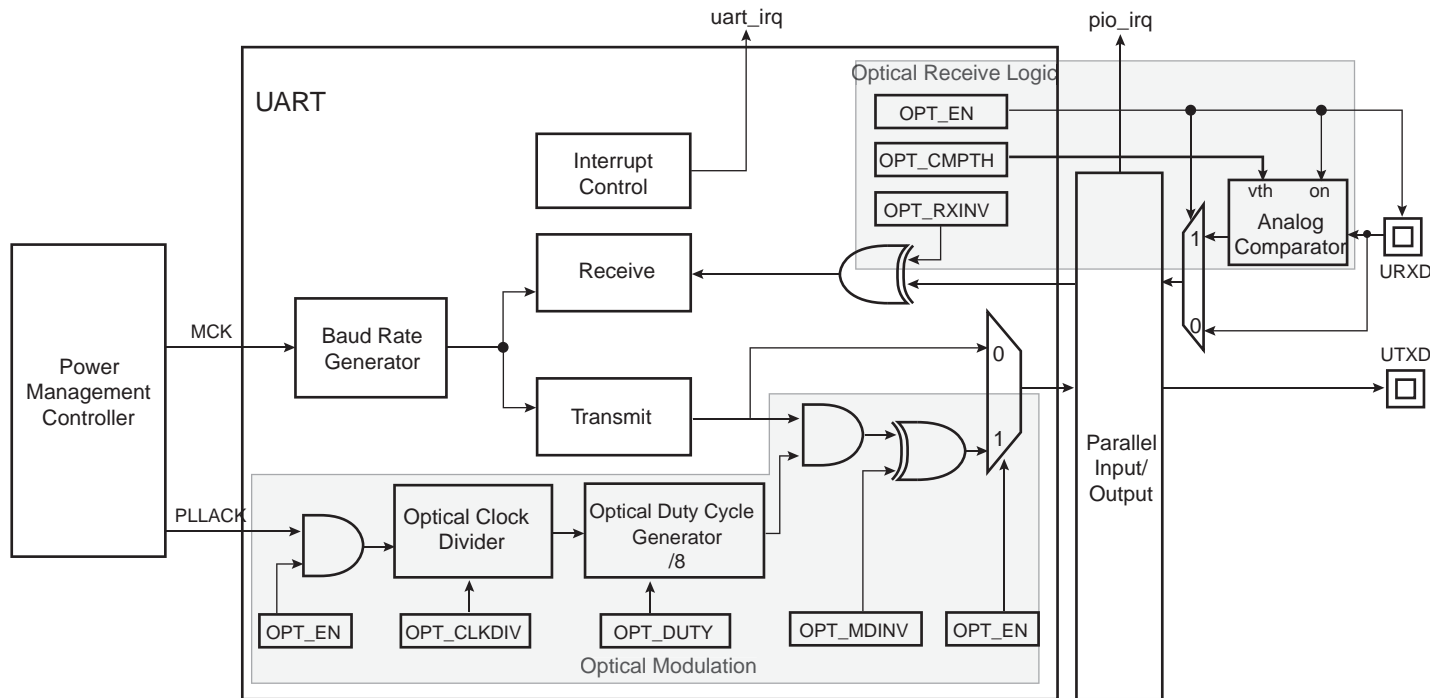 uart_irq
pio_irq
UART
Optical Receive Logic
OPT_EN
OPT_CMPTH
OPT_RXINV
Interrupt
Control
vth
on
Analog
Comparator
1
0
URXD
Receive
MCK
Baud Rate
Generator
Power
Management
Controller
Transmit
0
1
UTXD
Parallel
Input/
Output
PLLACK
Optical Clock
Divider
Optical Duty Cycle
Generator
/8
OPT_EN
OPT_CLKDIV
OPT_DUTY
OPT_MDINV
OPT_EN
Optical Modulation